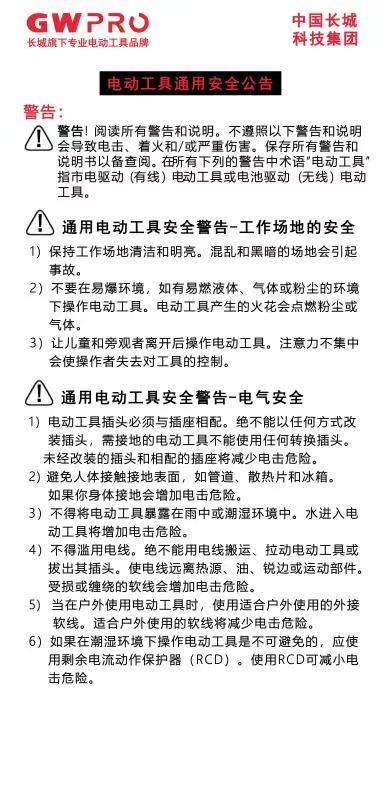 GWPRO
长城旗下专业电动工具品牌
中国长城
科技集团
电动工具通用安全公告
警告：
警告! 阅读所有警告和说明。不遵照以下警告和说明
会导致电击、着火和/或严重伤害。保存所有警告和
说明书以备查阅。在所有下列的警告中术语“电动工具”
指市电驱动（有线）电动工具或电池驱动（无线）电动
工具。
通用电动工具安全警告-工作场地的安全
1）保持工作场地清洁和明亮。混乱和黑暗的场地会引起
事故。
2）不要在易爆环境，如有易燃液体、气体或粉尘的环境
下操作电动工具。电动工具产生的火花会点燃粉尘或
气体。
3）让儿童和旁观者离开后操作电动工具。注意力不集中
会使操作者失去对工具的控制。
通用电动工具安全警告-电气安全
1）电动工具插头必须与插座相配。绝不能以任何方式改
装插头，需接地的电动工具不能使用任何转换插头。
未经改装的插头和相配的插座将减少电击危险。
2) 避免人体接触接地表面，如管道、散热片和冰箱。
如果你身体接地会增加电击危险。
3）不得将电动工具暴露在雨中或潮湿环境中。水进入电
动工具将增加电击危险。
4）不得滥用电线。绝不能用电线搬运、拉动电动工具或
拔出其插头。使电线远离热源、油、锐边或运动部件。
受损或缠绕的软线会增加电击危险。
5）当在户外使用电动工具时，使用适合户外使用的外接
软线。适合户外使用的软线将减少电击危险。
6）如果在潮湿环境下操作电动工具是不可避免的，应使
用剩余电流动作保护器（RCD）。使用RCD可减小电
击危险。